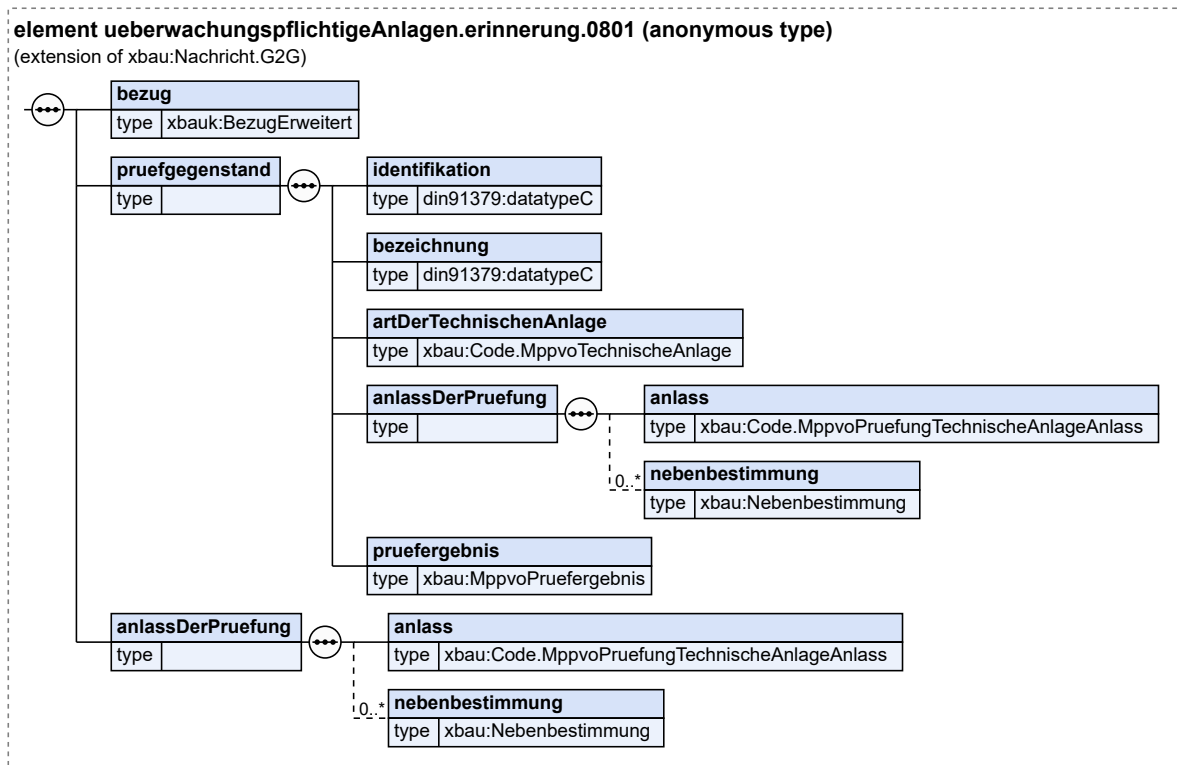 element ueberwachungspflichtigeAnlagen.erinnerung.0801 (anonymous type)
(extension of xbau:Nachricht.G2G)
bezug
type xbauk:BezugErweitert
pruefgegenstand
type
identifikation
type din91379:datatypeC
bezeichnung
type din91379:datatypeC
artDerTechnischenAnlage
type xbau:Code.MppvoTechnischeAnlage
anlassDerPruefung
type
anlass
type xbau:Code.MppvoPruefungTechnischeAnlageAnlass
0..*
nebenbestimmung
type xbau:Nebenbestimmung
pruefergebnis
type xbau:MppvoPruefergebnis
anlassDerPruefung
type
anlass
type xbau:Code.MppvoPruefungTechnischeAnlageAnlass
0..*
nebenbestimmung
type xbau:Nebenbestimmung